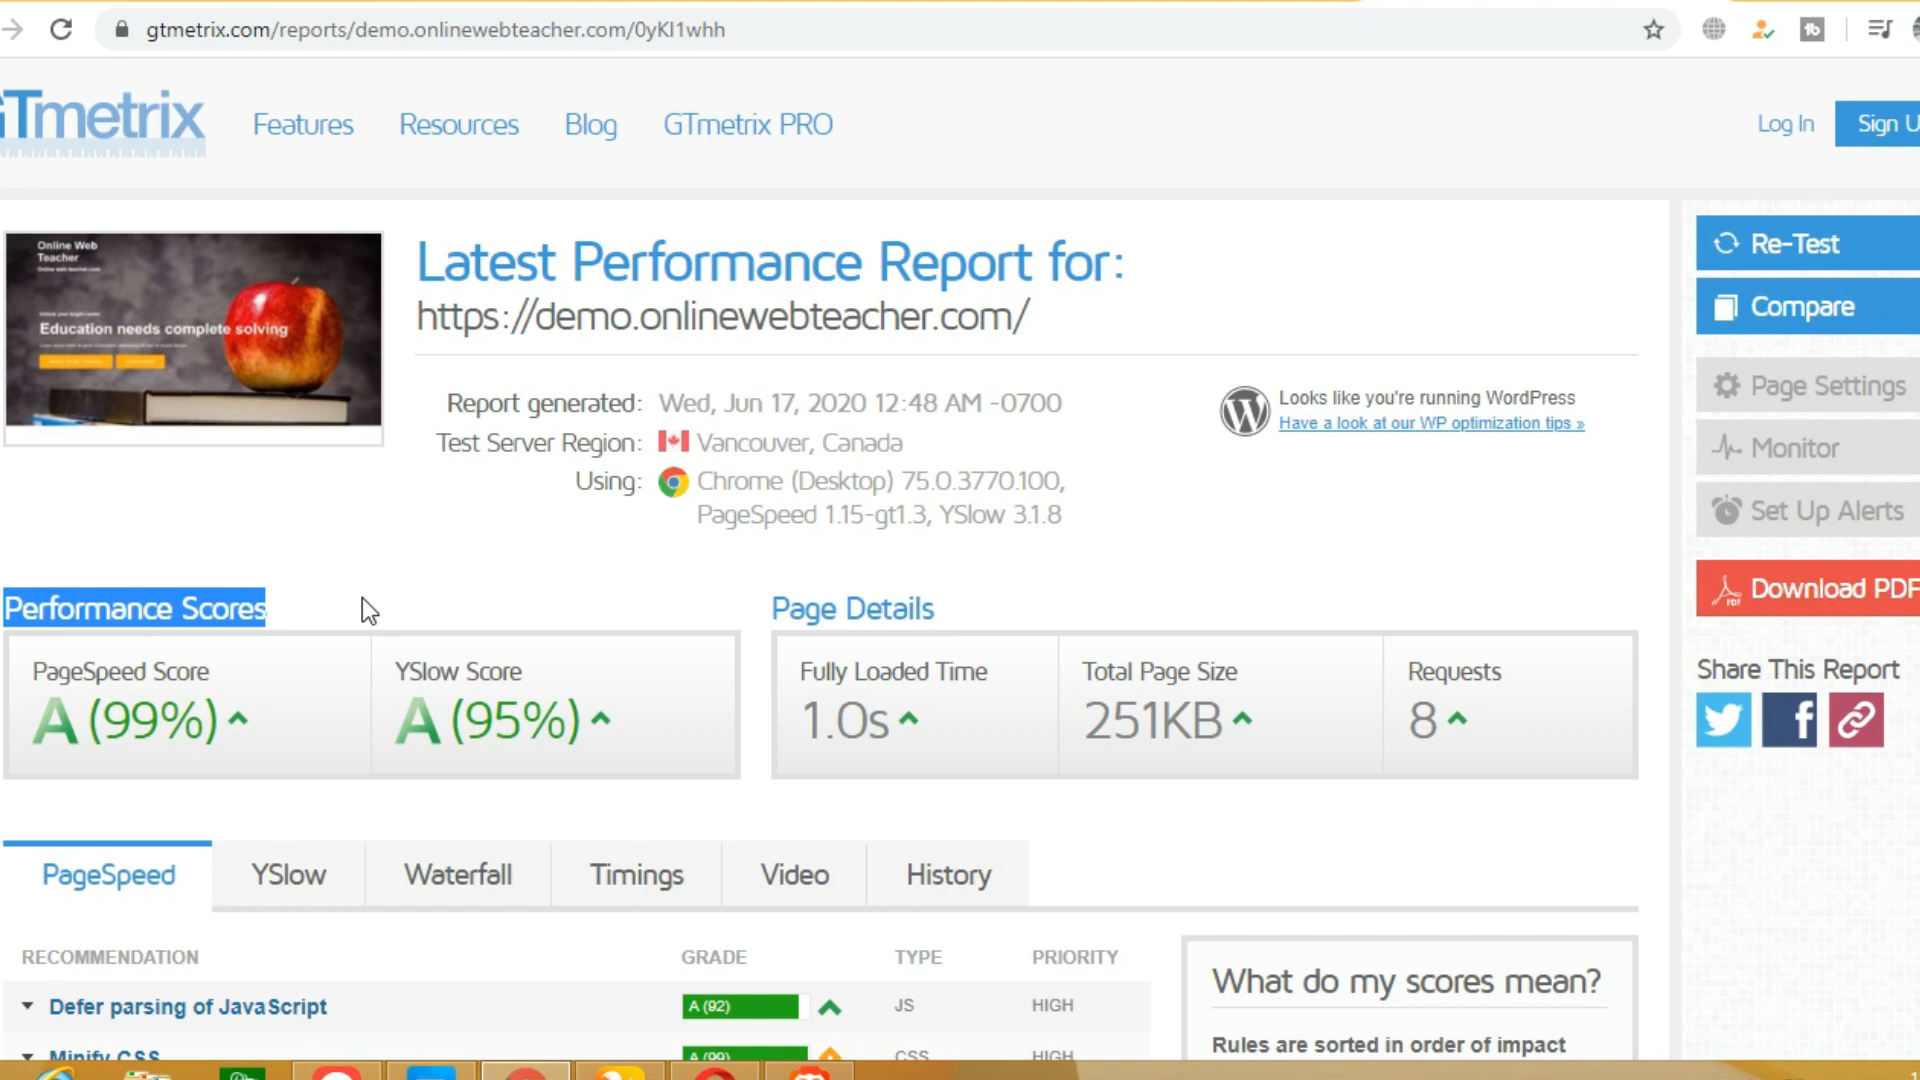 gtmetrix.com/reports/demo.onlinewebteacher.com/0yKl1whh
GTmetrix
Features
Resources
Blog
GTmetrix PRO
Log In
Sign U
Online Web
Teacher
Education needs complete solving
Latest Performance Report for:
https://demo.onlinewebteacher.com/
Report generated: Wed, Jun 17, 2020 12:48 AM -0700
Test Server Region: Vancouver, Canada
Using: Chrome (Desktop) 75.0.3770.100,
PageSpeed 1.15-gt1.3, YSlow 3.1.8
Looks like you're running WordPress
Have a look at our WP optimization tips »
Re-Test
Compare
Page Settings
Monitor
Set Up Alerts
Download PDF
Share This Report
Performance Scores
PageSpeed Score
A (99%)
YSlow Score
A (95%)
Page Details
Fully Loaded Time
1.0s
Total Page Size
251KB
Requests
8
PageSpeed
YSlow
Waterfall
Timings
Video
History
RECOMMENDATION GRADE TYPE PRIORITY
Defer parsing of JavaScript A (92) JS HIGH
Minify CSS A (99) CSS HIGH
What do my scores mean?
Rules are sorted in order of impact